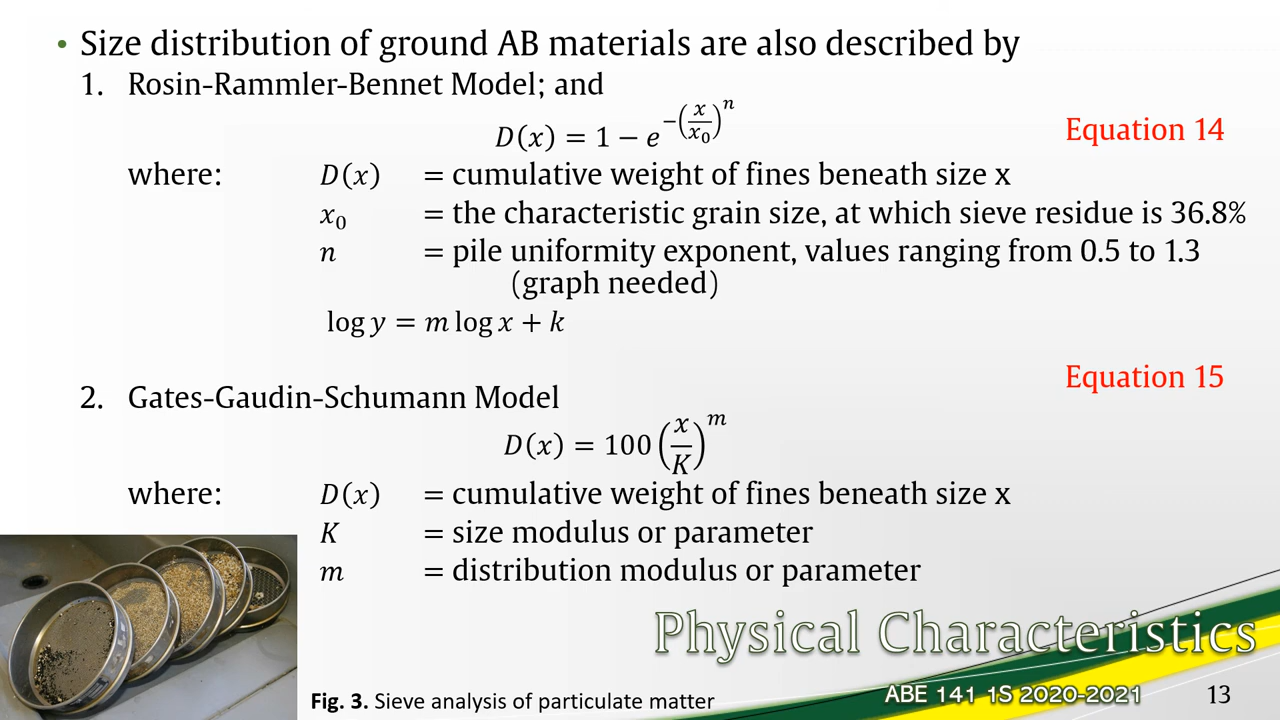 • Size distribution of ground AB materials are also described by
1. Rosin-Rammler-Bennet Model; and
D(x) = 1 − e^{−(x/x₀)^n}
Equation 14
where: D(x) = cumulative weight of fines beneath size x
x₀ = the characteristic grain size, at which sieve residue is 36.8%
n = pile uniformity exponent, values ranging from 0.5 to 1.3
(graph needed)
log y = m log x + k
Equation 15
2. Gates-Gaudin-Schumann Model
D(x) = 100 (x/K)^m
where: D(x) = cumulative weight of fines beneath size x
K = size modulus or parameter
m = distribution modulus or parameter
Physical Characteristics
Fig. 3. Sieve analysis of particulate matter
ABE 141 1S 2020-2021
13